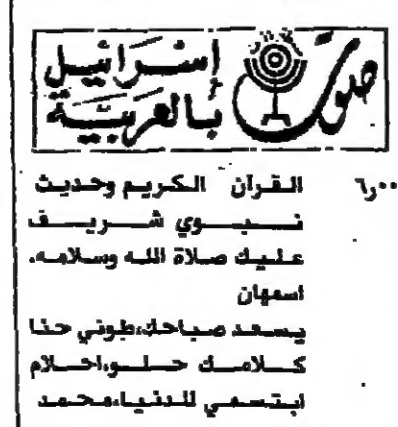 صوت إسرائيل بالعربية
٦٫٠٠ القرآن الكريم وحديث
نبوي شريف
عليك صلاة الله وسلامه،
اسمهان
يسعد صباحك،طوني حنا
كلامك حلو،احلام
ابتسمي للدنيا،محمد